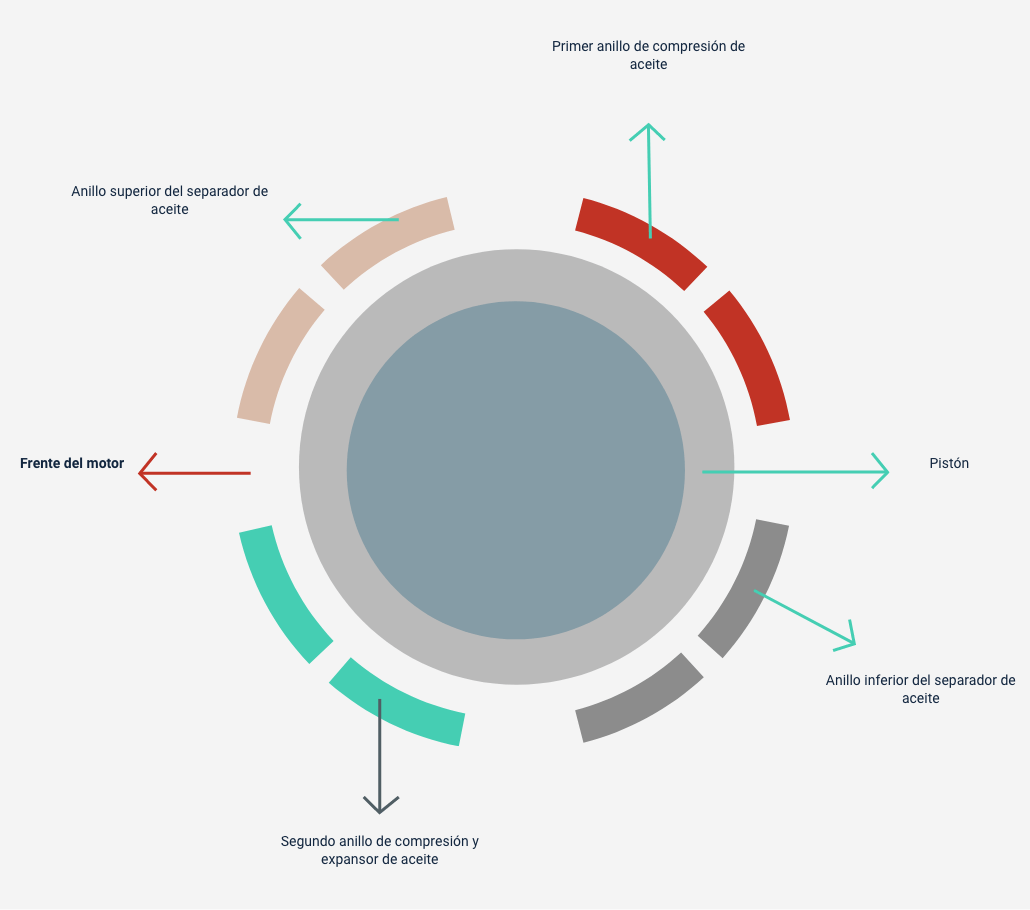 Primer anillo de compresión de
aceite
Anillo superior del separador de
aceite
Frente del motor
Pistón
Anillo inferior del separador de
aceite
Segundo anillo de compresión y
expansor de aceite